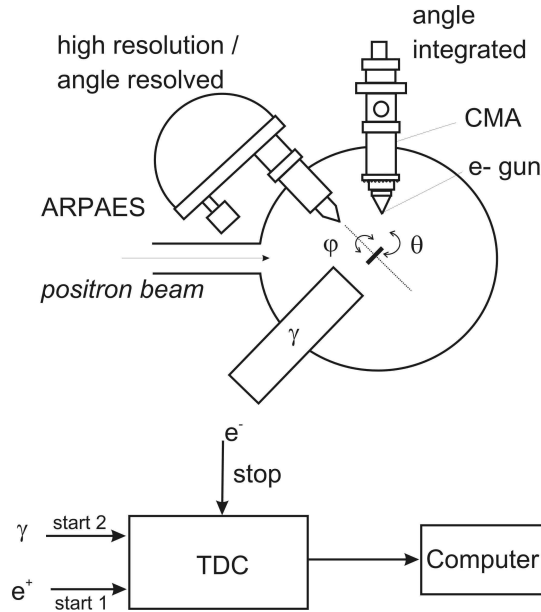 angle
integrated
high resolution /
angle resolved
CMA
e- gun
ARPAES
φ
θ
positron beam
γ
e⁻
stop
γ
start 2
TDC
Computer
e⁺
start 1